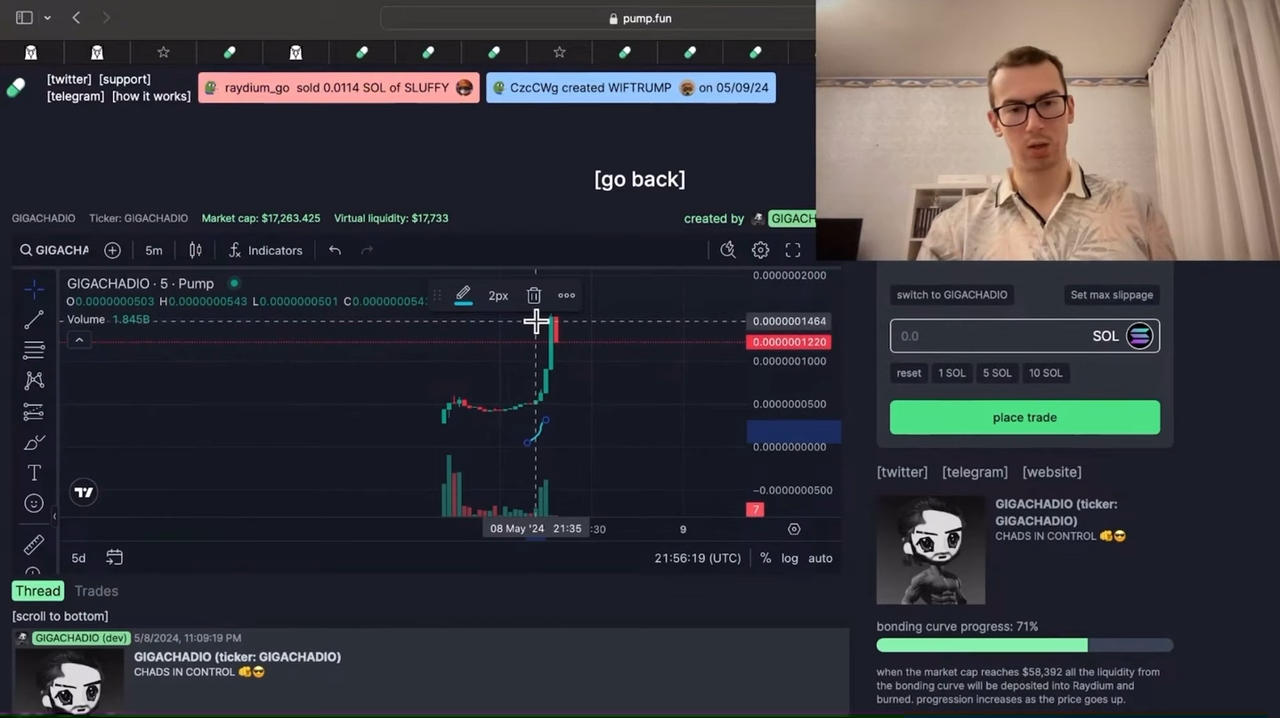 pump.fun
[twitter] [support]
[telegram] [how it works]
raydium_go sold 0.0114 SOL of SLUFFY
CzcCWg created WIFTRUMP on 05/09/24
[go back]
GIGACHADIO Ticker: GIGACHADIO Market cap: $17,263.425 Virtual liquidity: $17,733
created by GIGACH
GIGACHA 5m Indicators
GIGACHADIO · 5 · Pump
O0.0000000503 H0.0000000543 L0.0000000501 C0.000000054
Volume 1.845B
2px
0.0000002000
0.0000001464
0.0000001220
0.0000001000
0.0000000500
0.0000000000
−0.0000000500
7
08 May '24 21:35
:30
9
5d
21:56:19 (UTC) % log auto
switch to GIGACHADIO
Set max slippage
0.0
SOL
reset 1 SOL 5 SOL 10 SOL
place trade
[twitter] [telegram] [website]
GIGACHADIO (ticker:
GIGACHADIO)
CHADS IN CONTROL
bonding curve progress: 71%
when the market cap reaches $58,392 all the liquidity from
the bonding curve will be deposited into Raydium and
burned. progression increases as the price goes up.
Thread Trades
[scroll to bottom]
GIGACHADIO (dev) 5/8/2024, 11:09:19 PM
GIGACHADIO (ticker: GIGACHADIO)
CHADS IN CONTROL